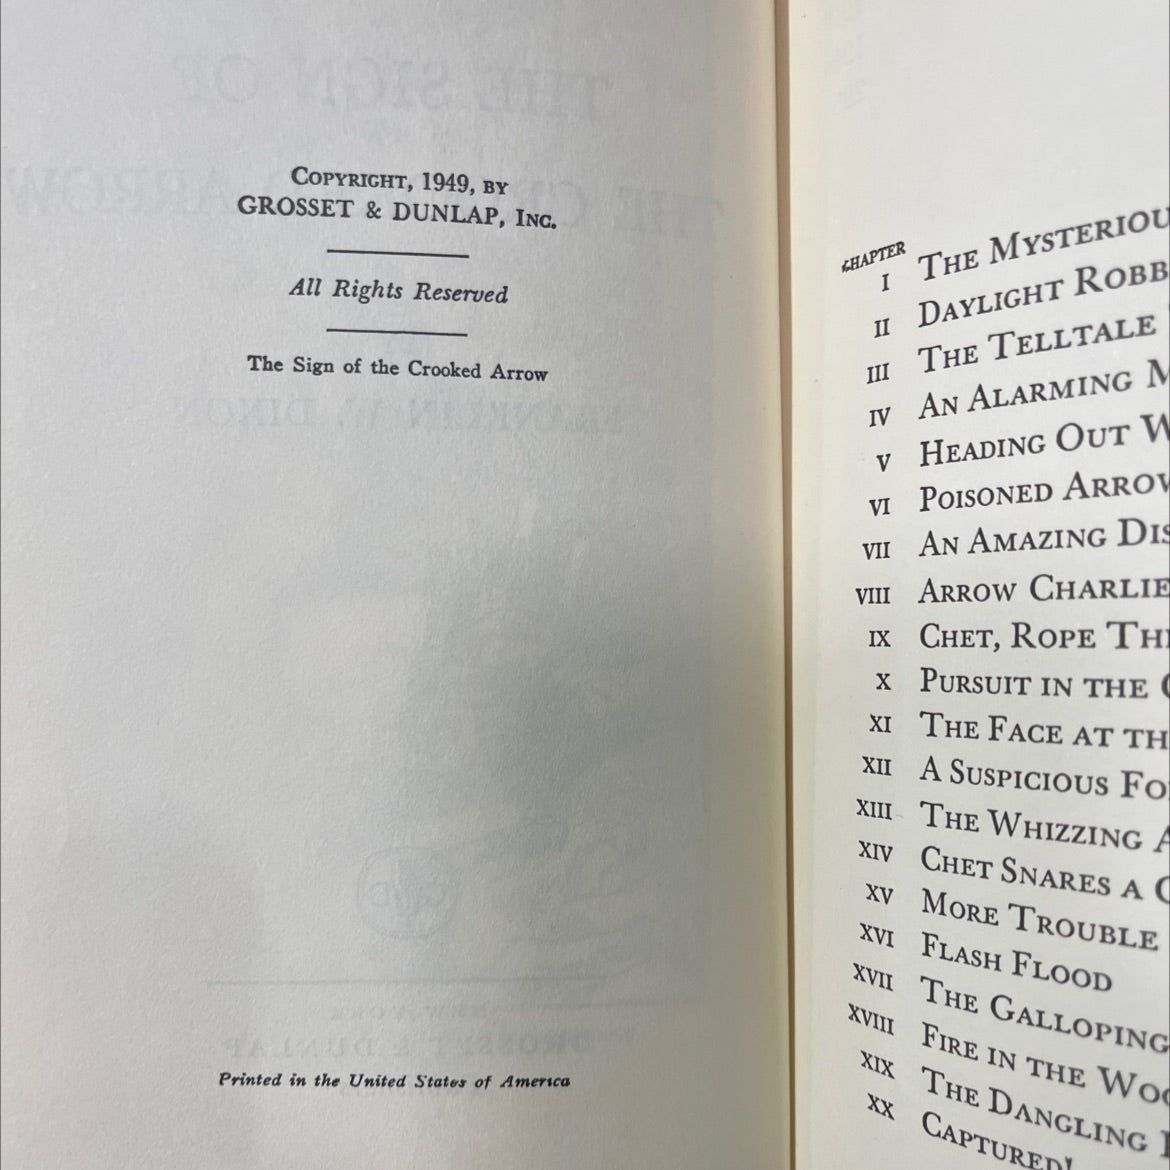 COPYRIGHT, 1949, BY
GROSSET & DUNLAP, INC.
All Rights Reserved
The Sign of the Crooked Arrow
Printed in the United States of America
CHAPTER
I THE MYSTERIOU
II DAYLIGHT ROBB
III THE TELLTALE
IV AN ALARMING M
V HEADING OUT W
VI POISONED ARROW
VII AN AMAZING DIS
VIII ARROW CHARLIE
IX CHET, ROPE TH
X PURSUIT IN THE
XI THE FACE AT TH
XII A SUSPICIOUS FO
XIII THE WHIZZING A
XIV CHET SNARES A C
XV MORE TROUBLE
XVI FLASH FLOOD
XVII THE GALLOPING
XVIII FIRE IN THE WOO
XIX THE DANGLING
XX CAPTURED!